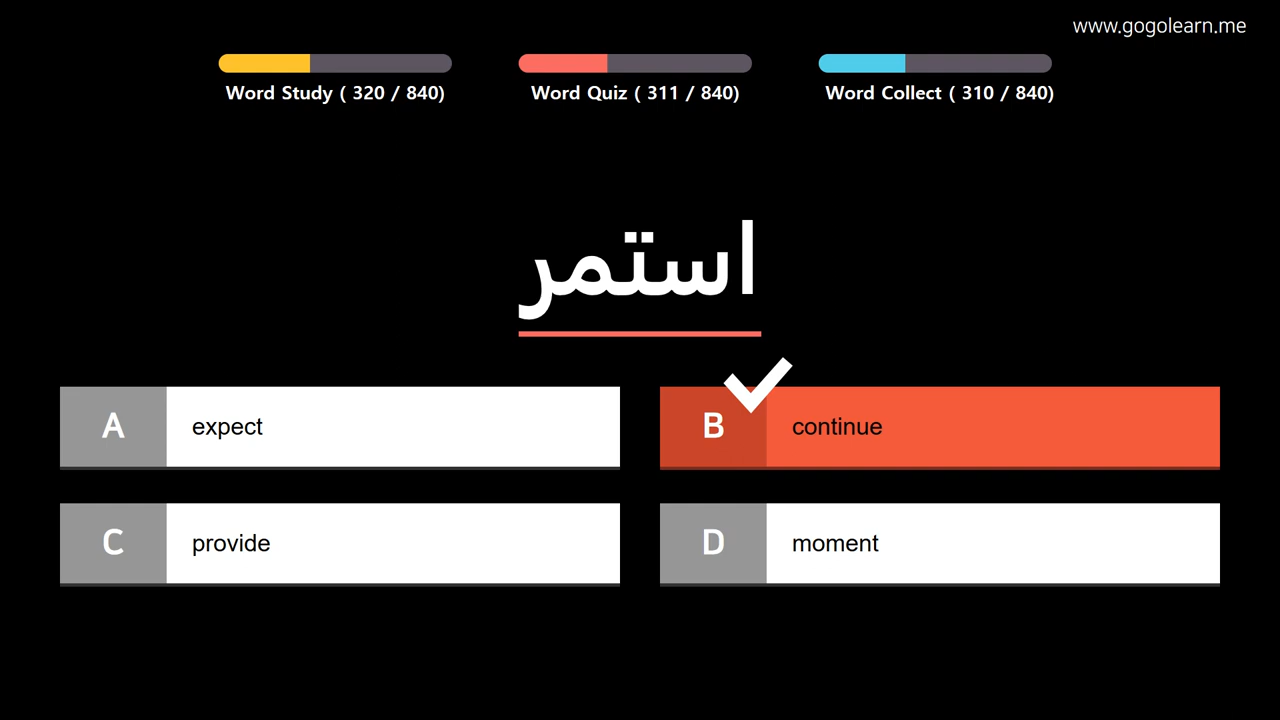 www.gogolearn.me
Word Study ( 320 / 840)
Word Quiz ( 311 / 840)
Word Collect ( 310 / 840)
استمر
A expect
B continue
C provide
D moment